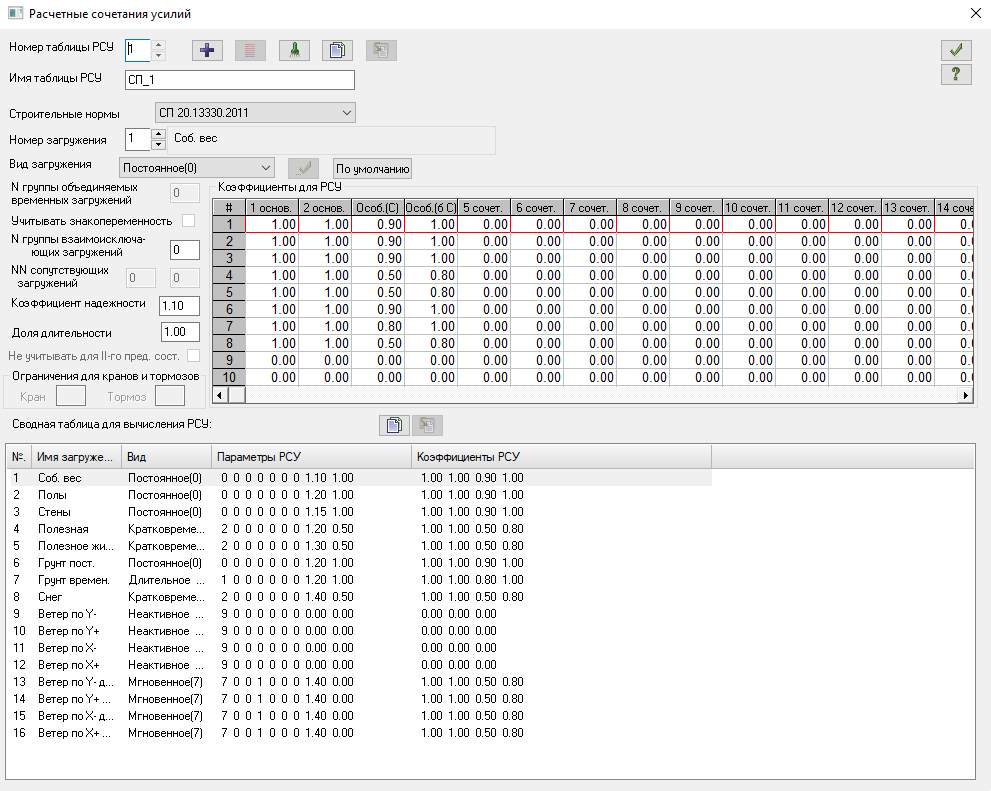 Расчетные сочетания усилий
Номер таблицы РСУ 1
Имя таблицы РСУ СП_1
Строительные нормы СП 20.13330.2011
Номер загружения 1 Соб. вес
Вид загружения Постоянное(0) По умолчанию
N группы объединяемых
временных загружений 0
Учитывать знакопеременность
N группы взаимоисключа-
ющих загружений 0
NN сопутствующих
загружений 0 0
Коэффициент надежности 1.10
Доля длительности 1.00
Не учитывать для II-го пред. сост.
Ограничения для кранов и тормозов
Кран Тормоз
Коэффициенты для РСУ
# 1 основ. 2 основ. Особ.(С) Особ.(б С) 5 сочет. 6 сочет. 7 сочет. 8 сочет. 9 сочет. 10 сочет. 11 сочет. 12 сочет. 13 сочет. 14 соче
1 1.00 1.00 0.90 1.00 0.00 0.00 0.00 0.00 0.00 0.00 0.00 0.00 0.00 0.0
2 1.00 1.00 0.90 1.00 0.00 0.00 0.00 0.00 0.00 0.00 0.00 0.00 0.00 0.0
3 1.00 1.00 0.90 1.00 0.00 0.00 0.00 0.00 0.00 0.00 0.00 0.00 0.00 0.0
4 1.00 1.00 0.50 0.80 0.00 0.00 0.00 0.00 0.00 0.00 0.00 0.00 0.00 0.0
5 1.00 1.00 0.50 0.80 0.00 0.00 0.00 0.00 0.00 0.00 0.00 0.00 0.00 0.0
6 1.00 1.00 0.90 1.00 0.00 0.00 0.00 0.00 0.00 0.00 0.00 0.00 0.00 0.0
7 1.00 1.00 0.80 1.00 0.00 0.00 0.00 0.00 0.00 0.00 0.00 0.00 0.00 0.0
8 1.00 1.00 0.50 0.80 0.00 0.00 0.00 0.00 0.00 0.00 0.00 0.00 0.00 0.0
9 0.00 0.00 0.00 0.00 0.00 0.00 0.00 0.00 0.00 0.00 0.00 0.00 0.00 0.0
10 0.00 0.00 0.00 0.00 0.00 0.00 0.00 0.00 0.00 0.00 0.00 0.00 0.00 0.0
Сводная таблица для вычисления РСУ:
№. Имя загруже... Вид Параметры РСУ Коэффициенты РСУ
1 Соб. вес Постоянное(0) 0 0 0 0 0 0 0 1.10 1.00 1.00 1.00 0.90 1.00
2 Полы Постоянное(0) 0 0 0 0 0 0 0 1.20 1.00 1.00 1.00 0.90 1.00
3 Стены Постоянное(0) 0 0 0 0 0 0 0 1.15 1.00 1.00 1.00 0.90 1.00
4 Полезная Кратковреме... 2 0 0 0 0 0 0 1.20 0.50 1.00 1.00 0.50 0.80
5 Полезное жи... Кратковреме... 2 0 0 0 0 0 0 1.30 0.50 1.00 1.00 0.50 0.80
6 Грунт пост. Постоянное(0) 0 0 0 0 0 0 0 1.20 1.00 1.00 1.00 0.90 1.00
7 Грунт времен. Длительное ... 1 0 0 0 0 0 0 1.20 1.00 1.00 1.00 0.80 1.00
8 Снег Кратковреме... 2 0 0 0 0 0 0 1.40 0.50 1.00 1.00 0.50 0.80
9 Ветер по Y- Неактивное ... 9 0 0 0 0 0 0 0.00 0.00 0.00 0.00 0.00 0.00
10 Ветер по Y+ Неактивное ... 9 0 0 0 0 0 0 0.00 0.00 0.00 0.00 0.00 0.00
11 Ветер по X- Неактивное ... 9 0 0 0 0 0 0 0.00 0.00 0.00 0.00 0.00 0.00
12 Ветер по X+ Неактивное ... 9 0 0 0 0 0 0 0.00 0.00 0.00 0.00 0.00 0.00
13 Ветер по Y- д... Мгновенное(7) 7 0 0 1 0 0 0 1.40 0.00 1.00 1.00 0.50 0.80
14 Ветер по Y+ ... Мгновенное(7) 7 0 0 1 0 0 0 1.40 0.00 1.00 1.00 0.50 0.80
15 Ветер по X- д... Мгновенное(7) 7 0 0 1 0 0 0 1.40 0.00 1.00 1.00 0.50 0.80
16 Ветер по X+ ... Мгновенное(7) 7 0 0 1 0 0 0 1.40 0.00 1.00 1.00 0.50 0.80